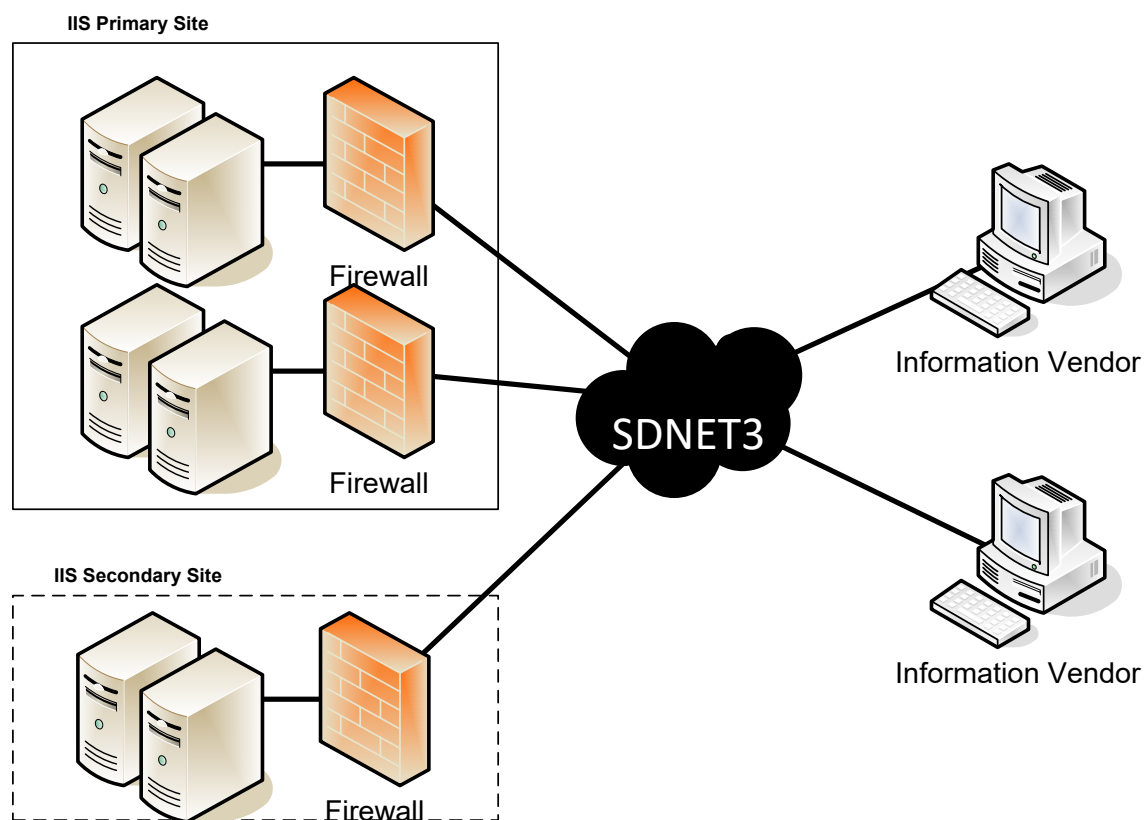 IIS Primary Site
Firewall
Firewall
SDNET3
Information Vendor
IIS Secondary Site
Information Vendor
Firewall